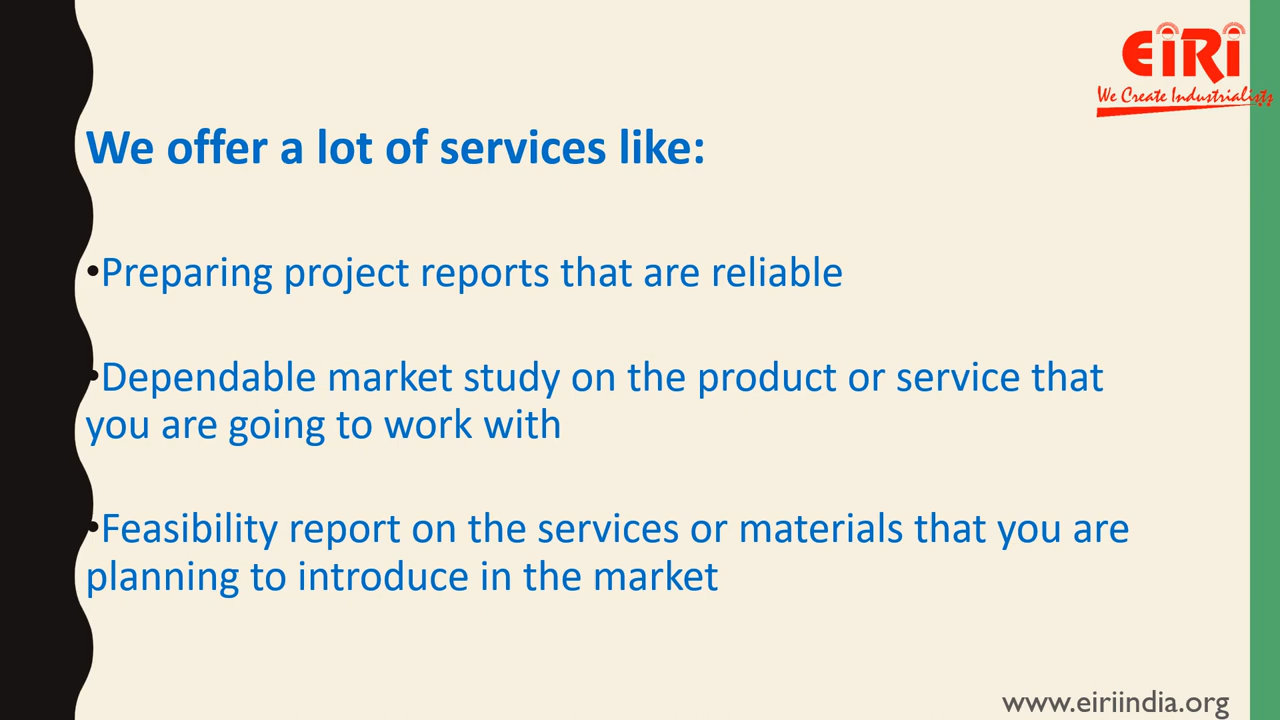 EiRi
We Create Industrialists
We offer a lot of services like:
•Preparing project reports that are reliable
•Dependable market study on the product or service that
you are going to work with
•Feasibility report on the services or materials that you are
planning to introduce in the market
www.eiriindia.org